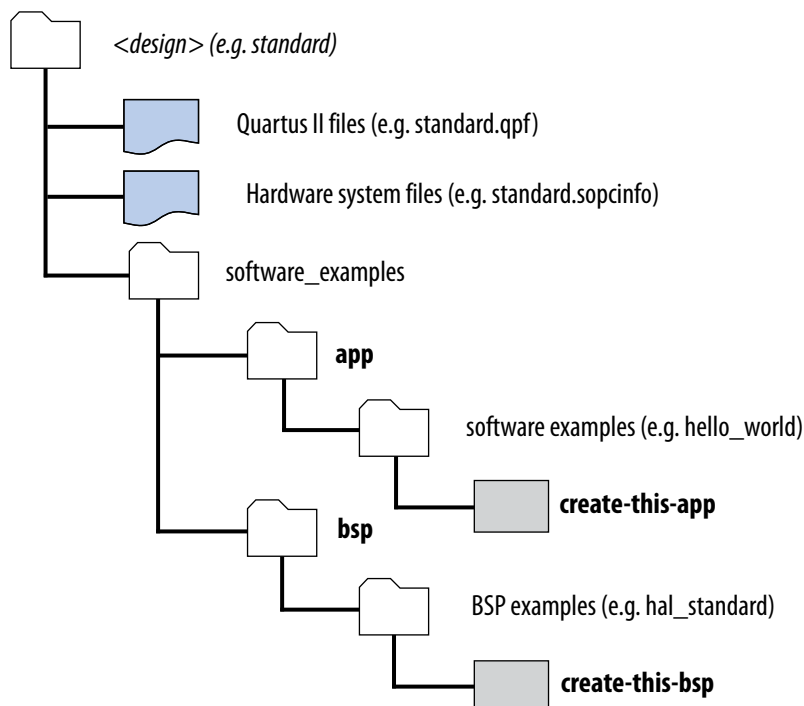 <design> (e.g. standard)
Quartus II files (e.g. standard.qpf)
Hardware system files (e.g. standard.sopcinfo)
software_examples
app
software examples (e.g. hello_world)
create-this-app
bsp
BSP examples (e.g. hal_standard)
create-this-bsp